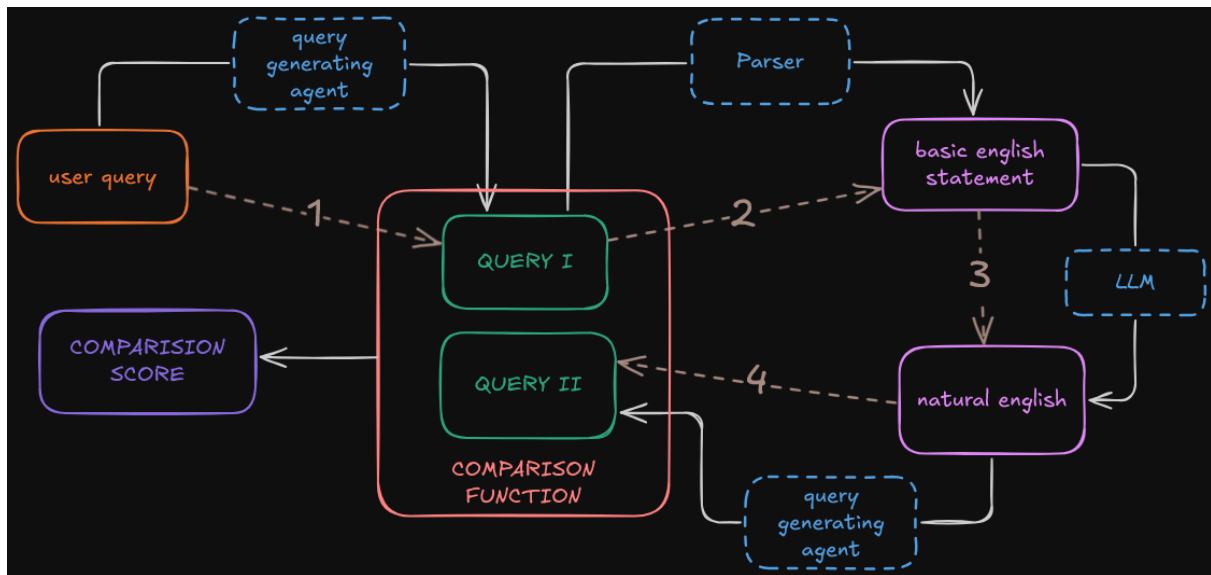 query
generating
agent
Parser
user query
basic english
statement
1
2
QUERY I
3
LLM
COMPARISION
SCORE
QUERY II
4
natural english
COMPARISON
FUNCTION
query
generating
agent